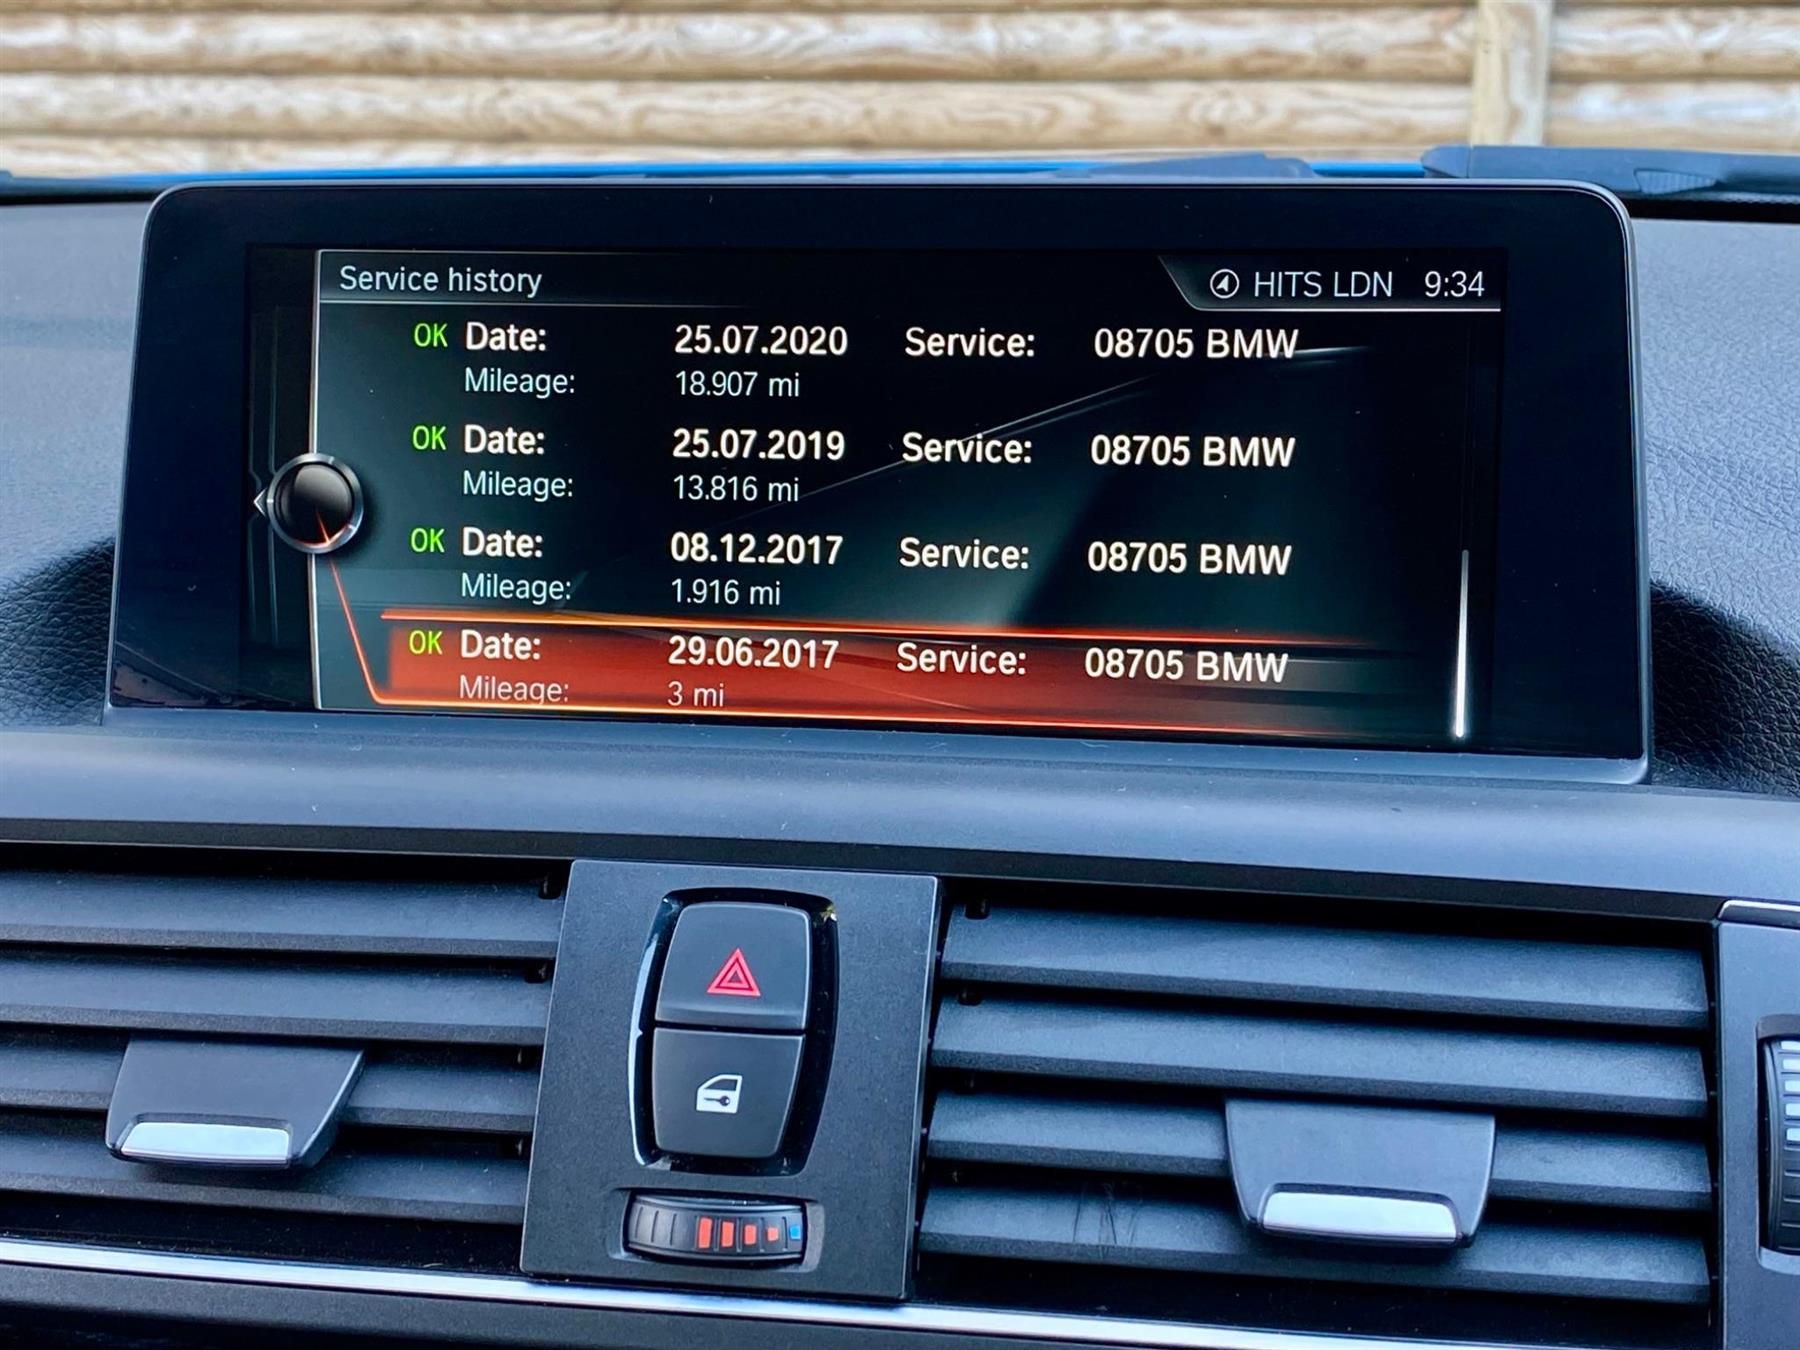 Service history HITS LDN 9:34
OK Date: 25.07.2020 Service: 08705 BMW
Mileage: 18.907 mi
OK Date: 25.07.2019 Service: 08705 BMW
Mileage: 13.816 mi
OK Date: 08.12.2017 Service: 08705 BMW
Mileage: 1.916 mi
OK Date: 29.06.2017 Service: 08705 BMW
Mileage: 3 mi